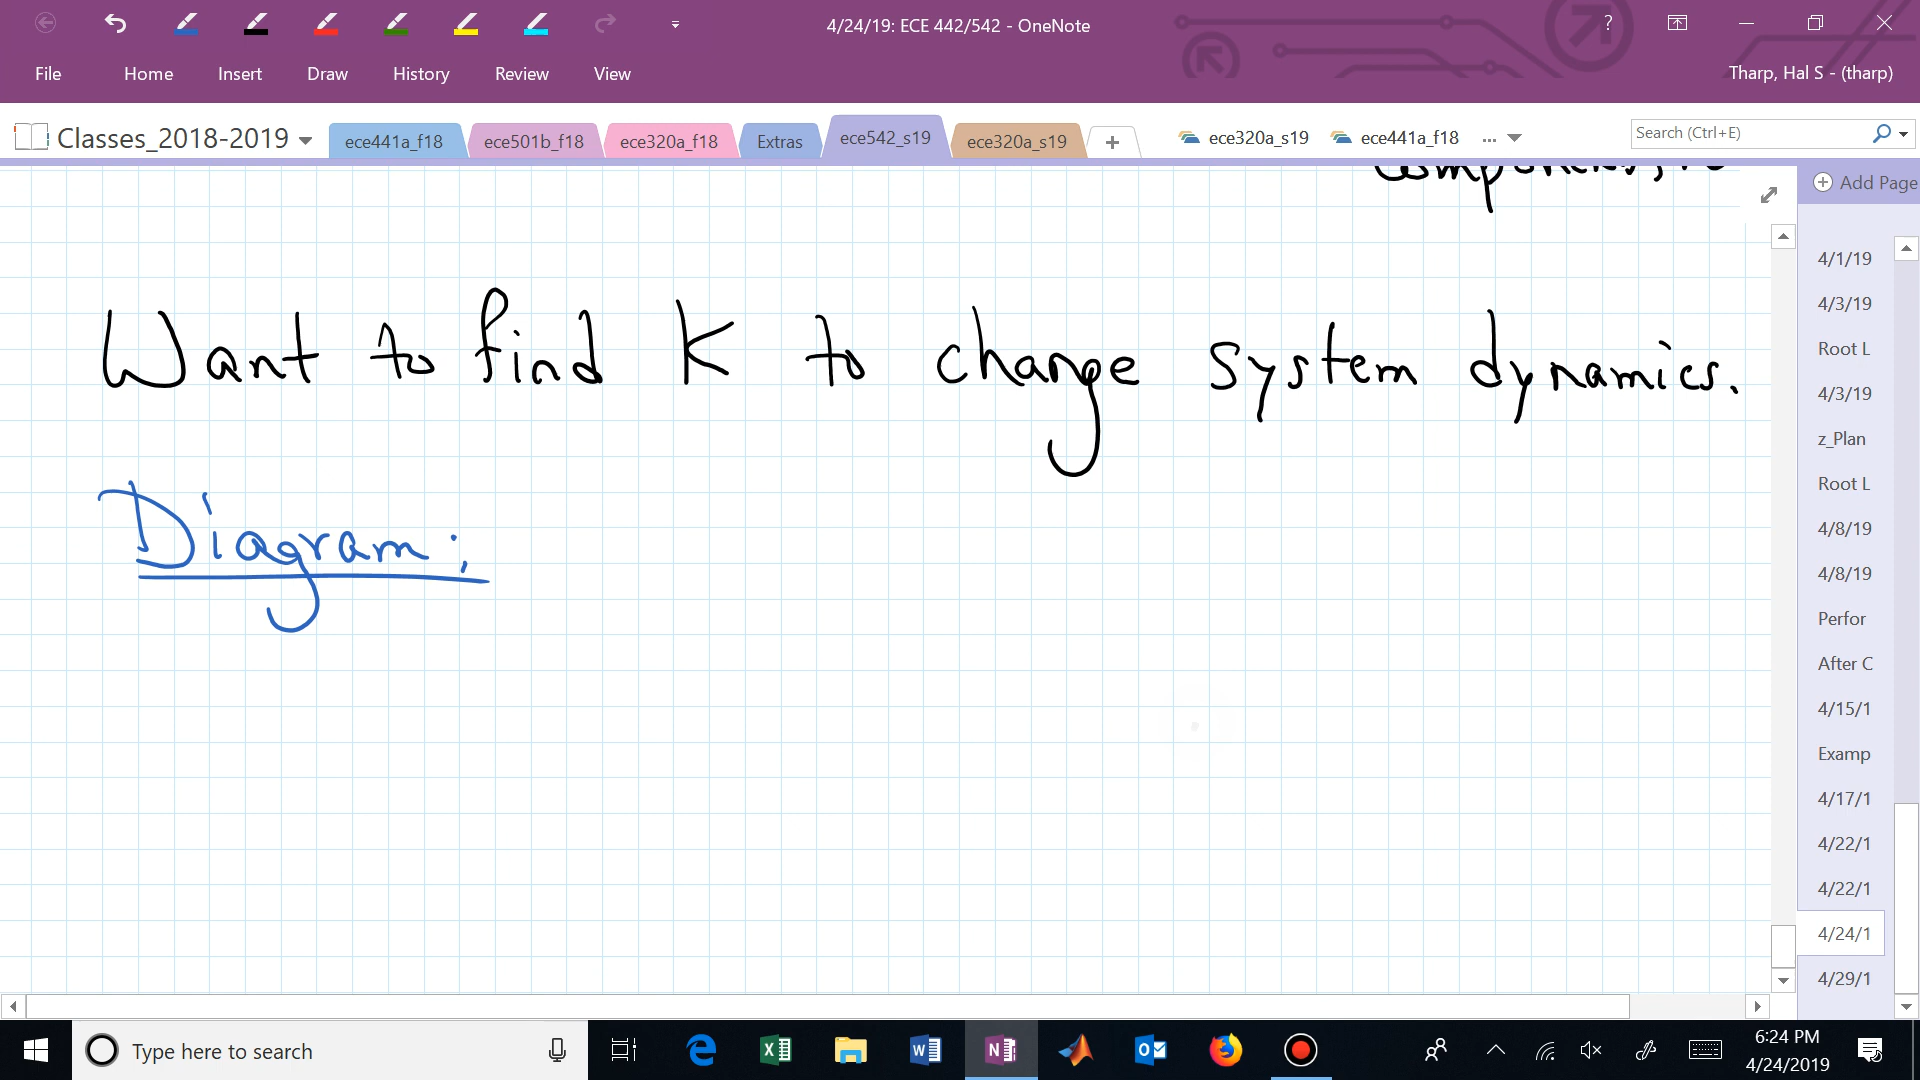 4/24/19: ECE 442/542 - OneNote
?
File Home Insert Draw History Review View
Tharp, Hal S - (tharp)
Classes_2018-2019
ece441a_f18 ece501b_f18 ece320a_f18 Extras ece542_s19 ece320a_s19 + ece320a_s19 ece441a_f18 ...
Search (Ctrl+E)
Add Page
Want to find K to change system dynamics.
Diagram:
4/1/19
4/3/19
Root L
4/3/19
z_Plan
Root L
4/8/19
4/8/19
Perfor
After C
4/15/1
Examp
4/17/1
4/22/1
4/22/1
4/24/1
4/29/1
Type here to search
6:24 PM
4/24/2019